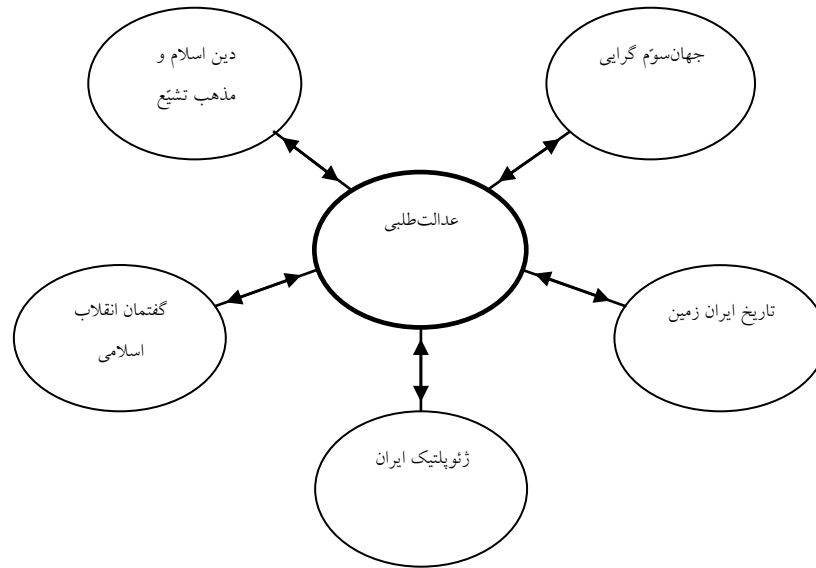 جهان‌سوّم گرایی
دین اسلام و
مذهب تشیّع
عدالت‌طلبی
تاریخ ایران زمین
گفتمان انقلاب
اسلامی
ژئوپلتیک ایران